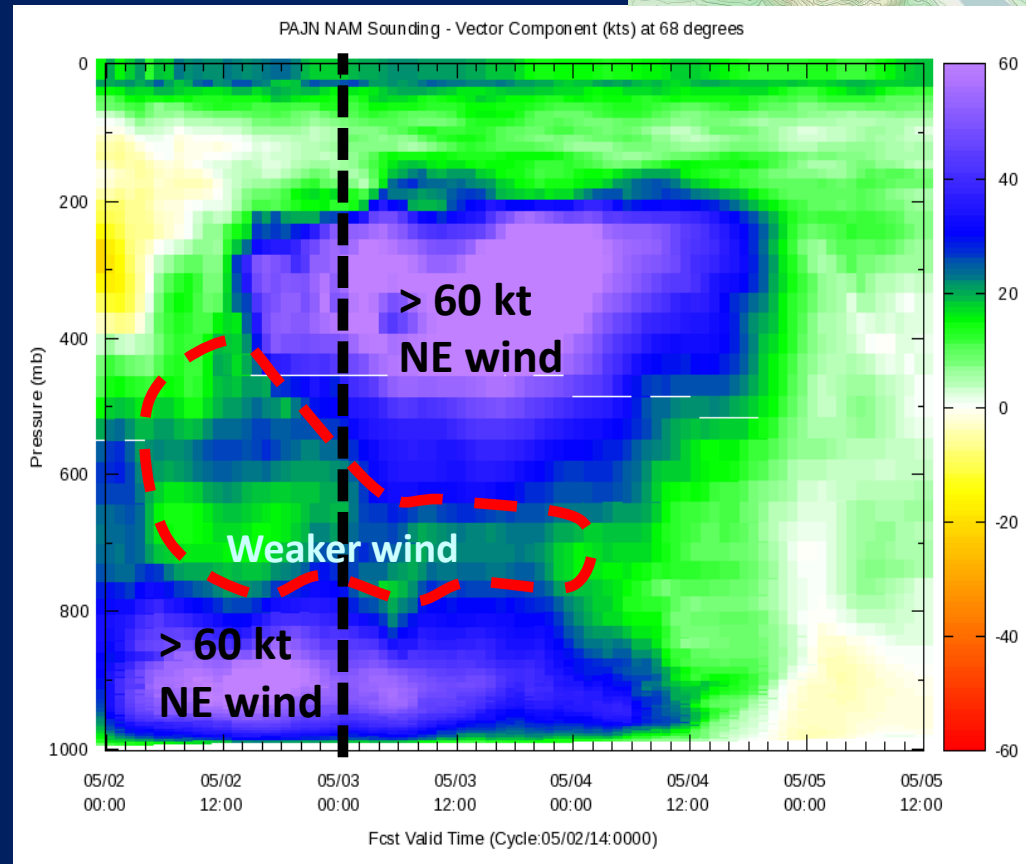 PAJN NAM Sounding - Vector Component (kts) at 68 degrees
0
200
400
600
800
1000
Pressure (mb)
> 60 kt
NE wind
Weaker wind
> 60 kt
NE wind
60
40
20
0
-20
-40
-60
05/02 05/02 05/03 05/03 05/04 05/04 05/05 05/05
00:00 12:00 00:00 12:00 00:00 12:00 00:00 12:00
Fcst Valid Time (Cycle:05/02/14:0000)